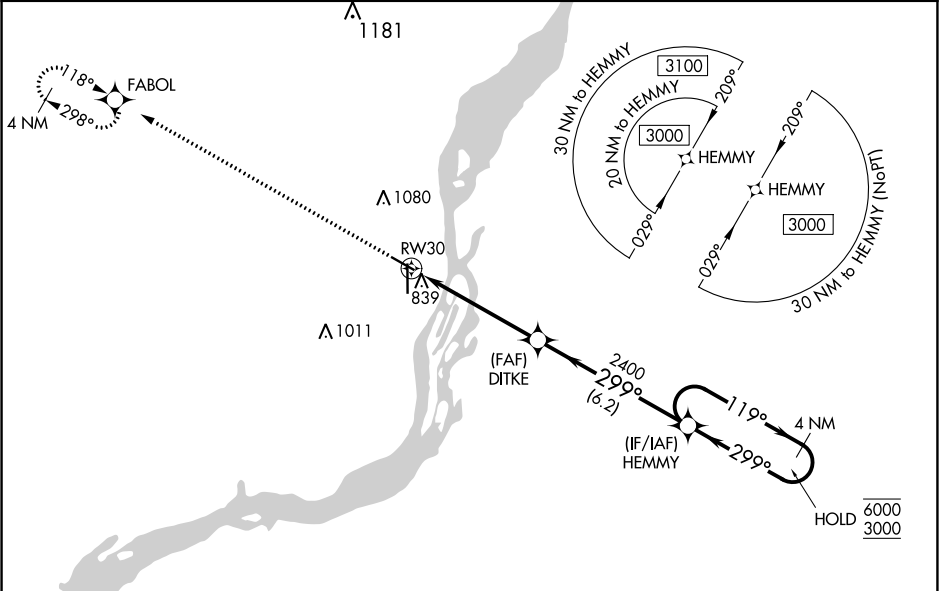 1181
118°
FABOL
298°
4 NM
30 NM to HEMMY
3100
209°
20 NM to HEMMY
3000
HEMMY
029°
209°
HEMMY
3000
029°
30 NM to HEMMY (NoPT)
1080
RW30
839
1011
(FAF)
DITKE
2400
299°
(6.2)
119°
4 NM
(IF/IAF)
HEMMY
299°
HOLD
6000
3000